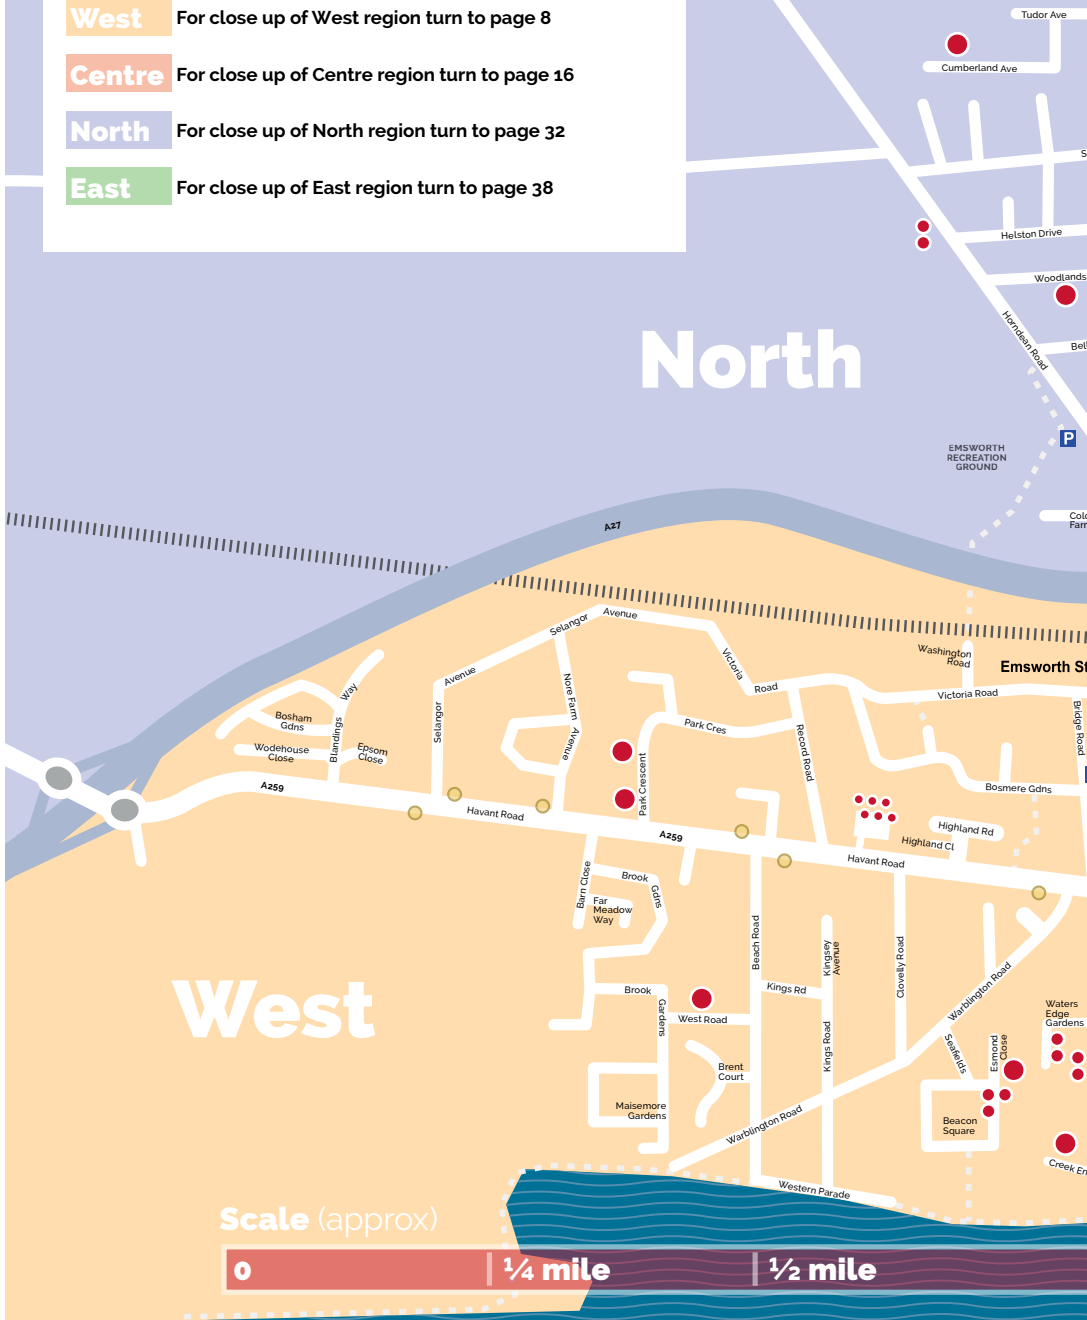 West For close up of West region turn to page 8
Centre For close up of Centre region turn to page 16
North For close up of North region turn to page 32
East For close up of East region turn to page 38
Tudor Ave
Cumberland Ave
S
Helston Drive
Woodlands
Horndean Road
Bel
North
P
EMSWORTH
RECREATION
GROUND
Colo
Farm
A27
Selangor
Avenue
Victoria
Road
Washington
Road
Emsworth St
Avenue
Selangor
Nore Farm
Avenue
Way
Blandings
Bosham
Gdns
Wodehouse
Close
Epsom
Close
Park Cres
Park Crescent
Record Road
Victoria Road
Bridge Road
Bosmere Gdns
A259
Havant Road
A259
Highland Rd
Highland Cl
Havant Road
Barn Close
Brook
Gdns
Far
Meadow
Way
Beach Road
Kingsey
Avenue
Clovelly Road
Warblington Road
West
Brook
Gardens
Kings Rd
West Road
Kings Road
Waters
Edge
Gardens
Seafields
Esmond
Close
Brent
Court
Maisemore
Gardens
Warblington Road
Beacon
Square
Creek En
Western Parade
Scale (approx)
0 ¼ mile ½ mile